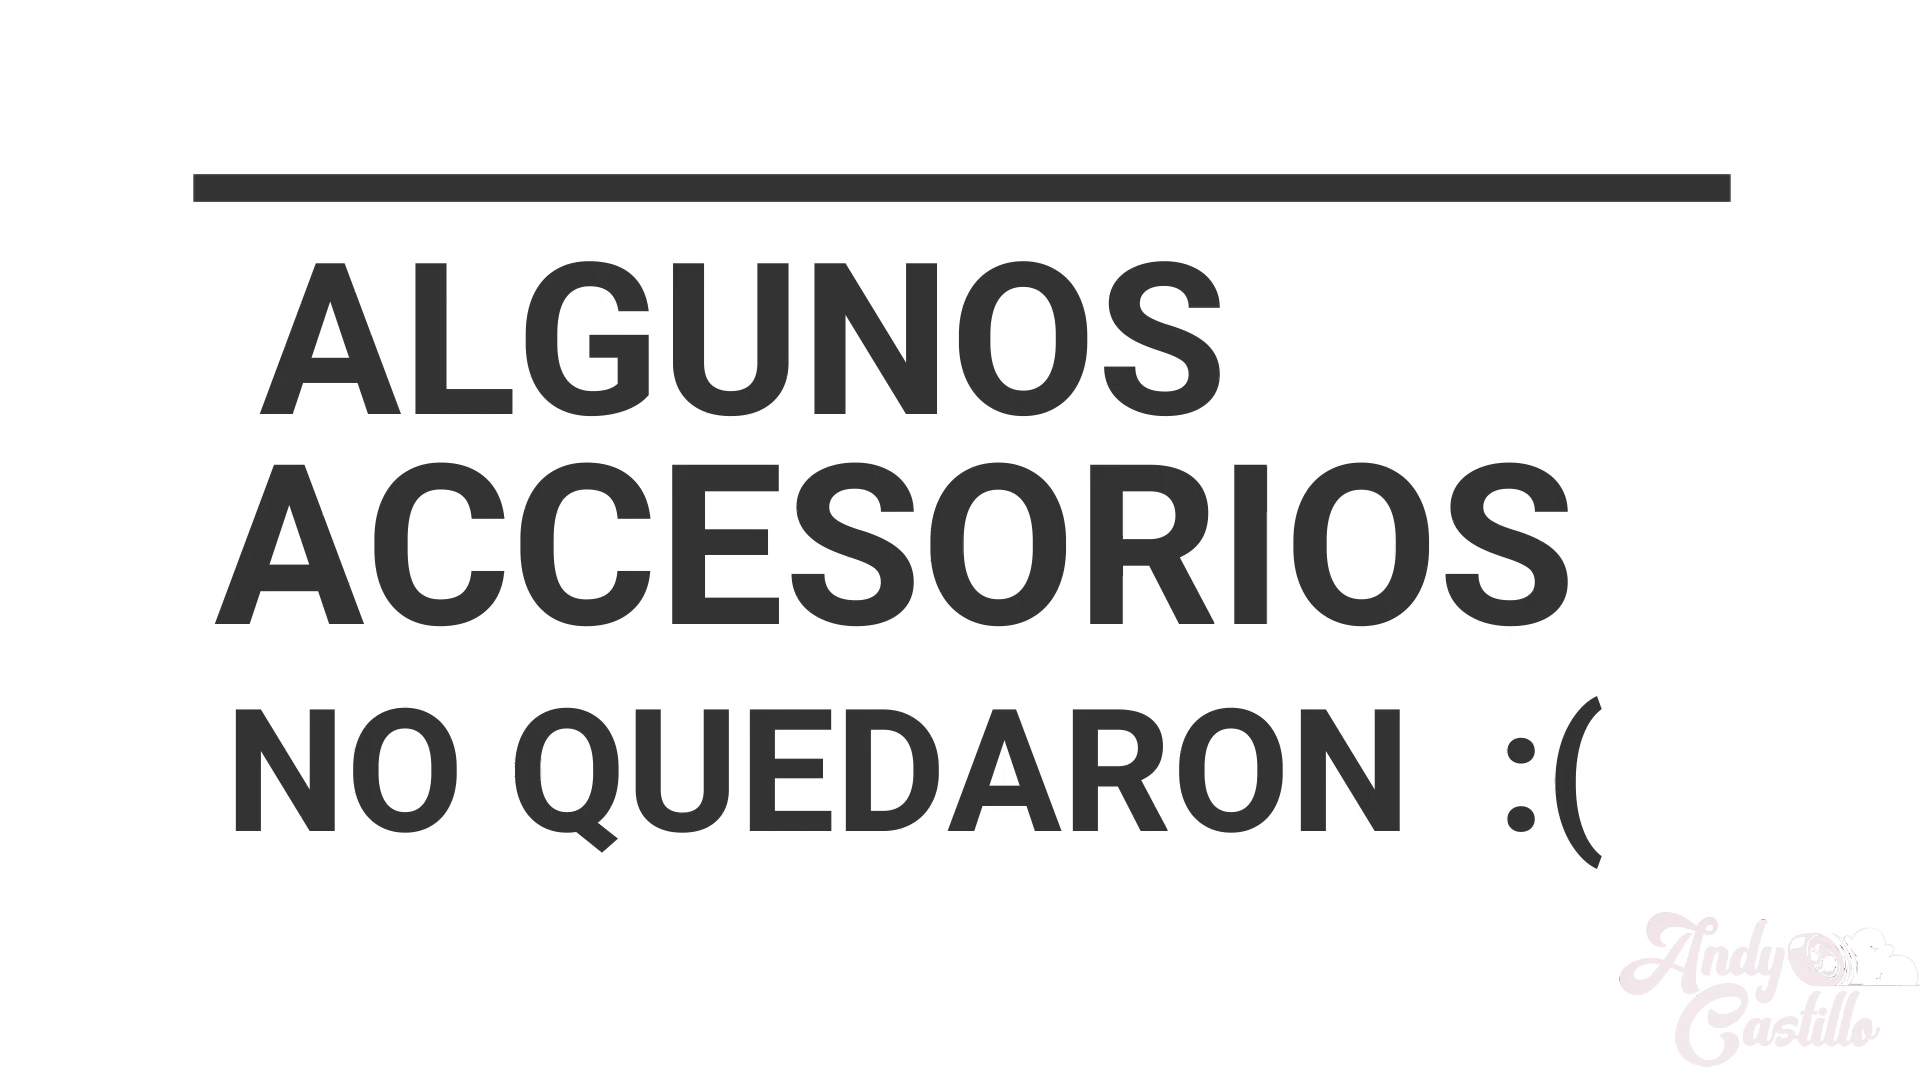 ALGUNOS
ACCESORIOS
NO QUEDARON :(
Andy
Castillo